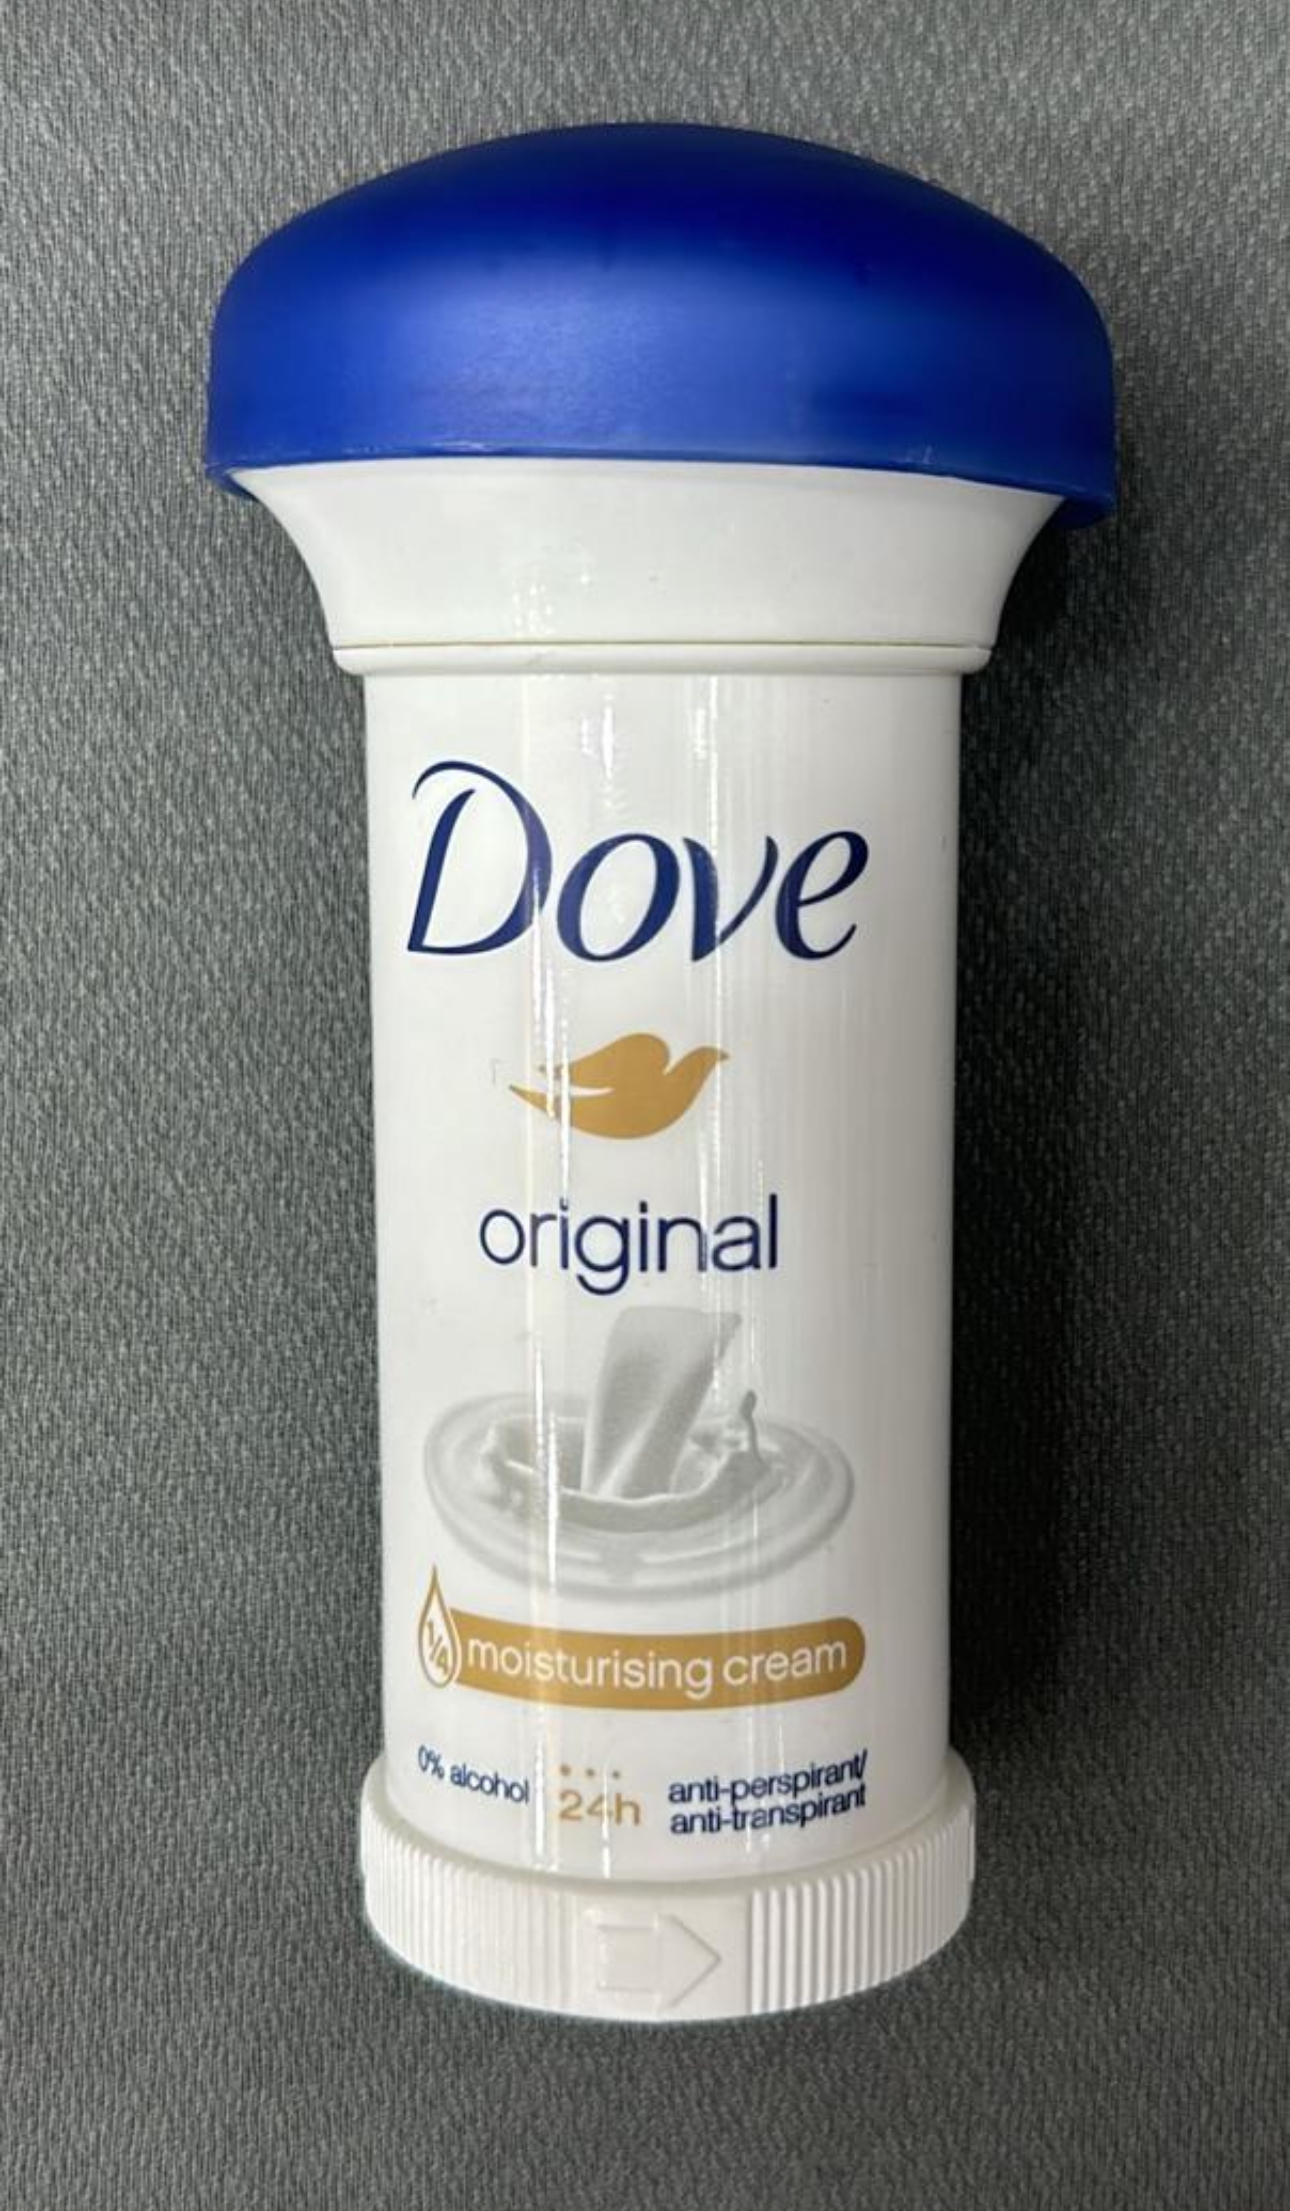 Dove
original
1/4 moisturising cream
0% alcohol 24h anti-perspirant/
anti-transpirant